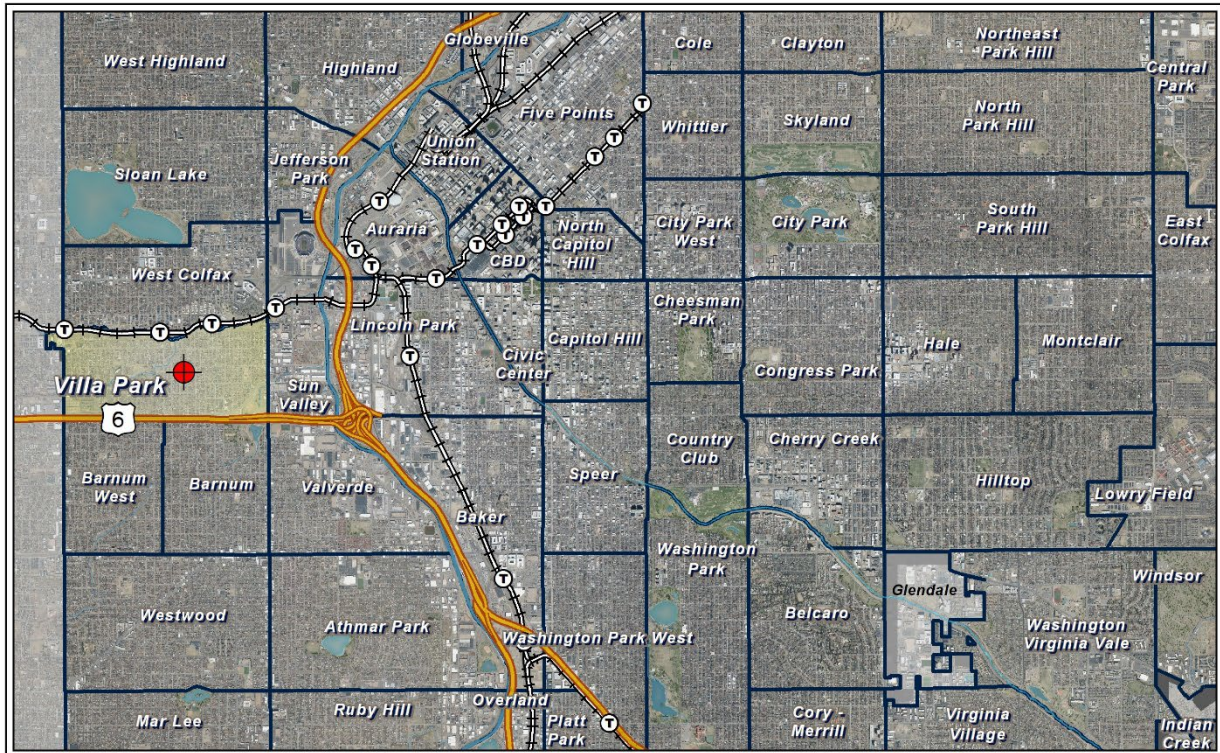 Globeville
Cole
Clayton
Northeast
Park Hill
West Highland
Highland
Central
Park
Five Points
North
Park Hill
Whittier
Skyland
Union
Station
Jefferson
Park
Sloan Lake
T
T
T
T
Auraria
T
T
T
T
T
T
T
North
Capitol
Hill
City Park
West
City Park
South
Park Hill
East
Colfax
T
T
T
CBD
West Colfax
Cheesman
Park
T
T
T
T
Lincoln Park
T
Capitol Hill
Civic
Center
Hale
Montclair
Congress Park
Villa Park
Sun
Valley
6
Country
Club
Cherry Creek
Barnum
West
Barnum
Valverde
Speer
Hilltop
Lowry Field
Baker
Washington
Park
T
Windsor
Glendale
Westwood
Athmar Park
Belcaro
Washington Park West
Washington
Virginia Vale
Overland
Mar Lee
Ruby Hill
Platt
Park
T
Cory -
Merrill
Virginia
Village
Indian
Creek